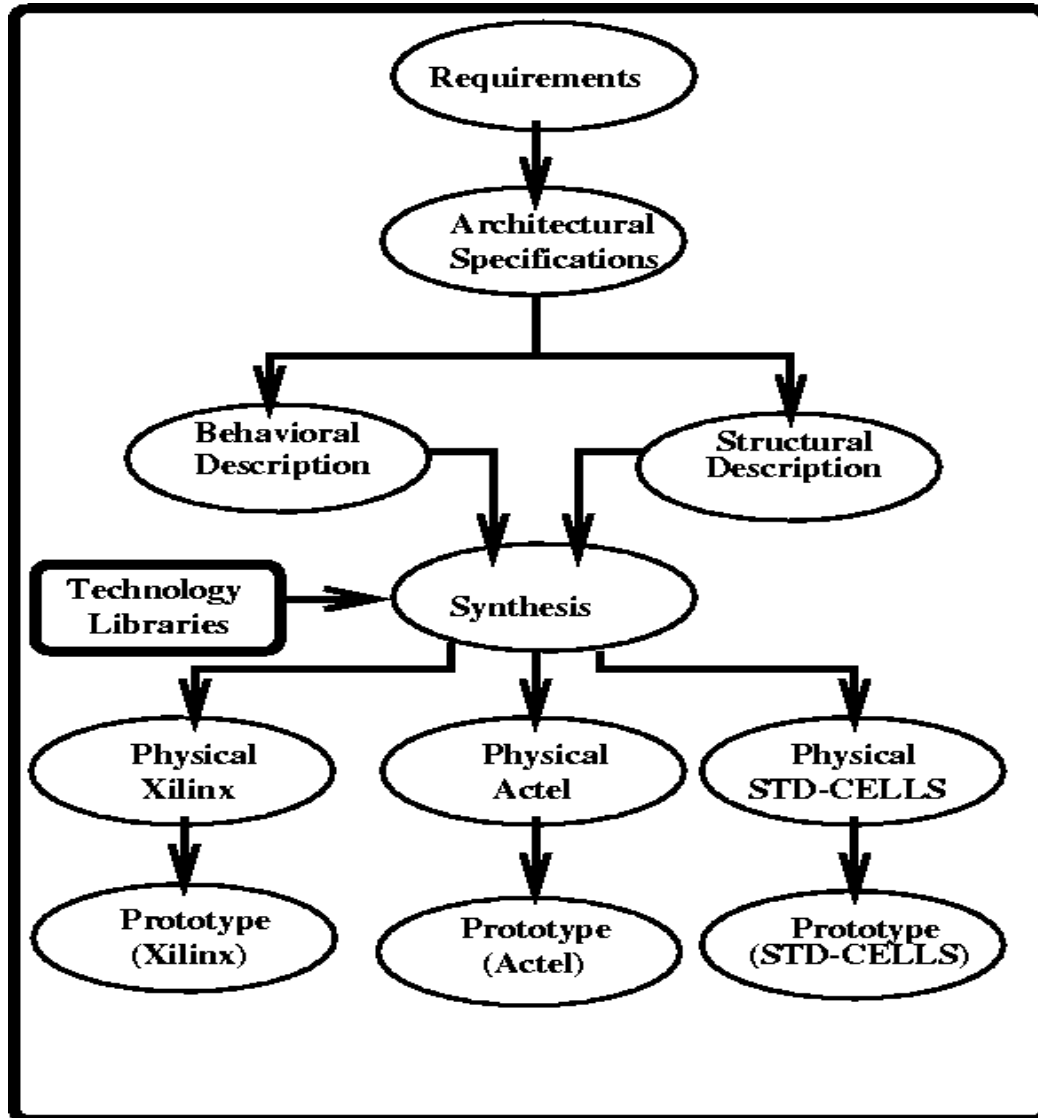 Requirements
Architectural
Specifications
Behavioral
Description
Structural
Description
Technology
Libraries
Synthesis
Physical
Xilinx
Physical
Actel
Physical
STD-CELLS
Prototype
(Xilinx)
Prototype
(Actel)
Prototype
(STD-CELLS)